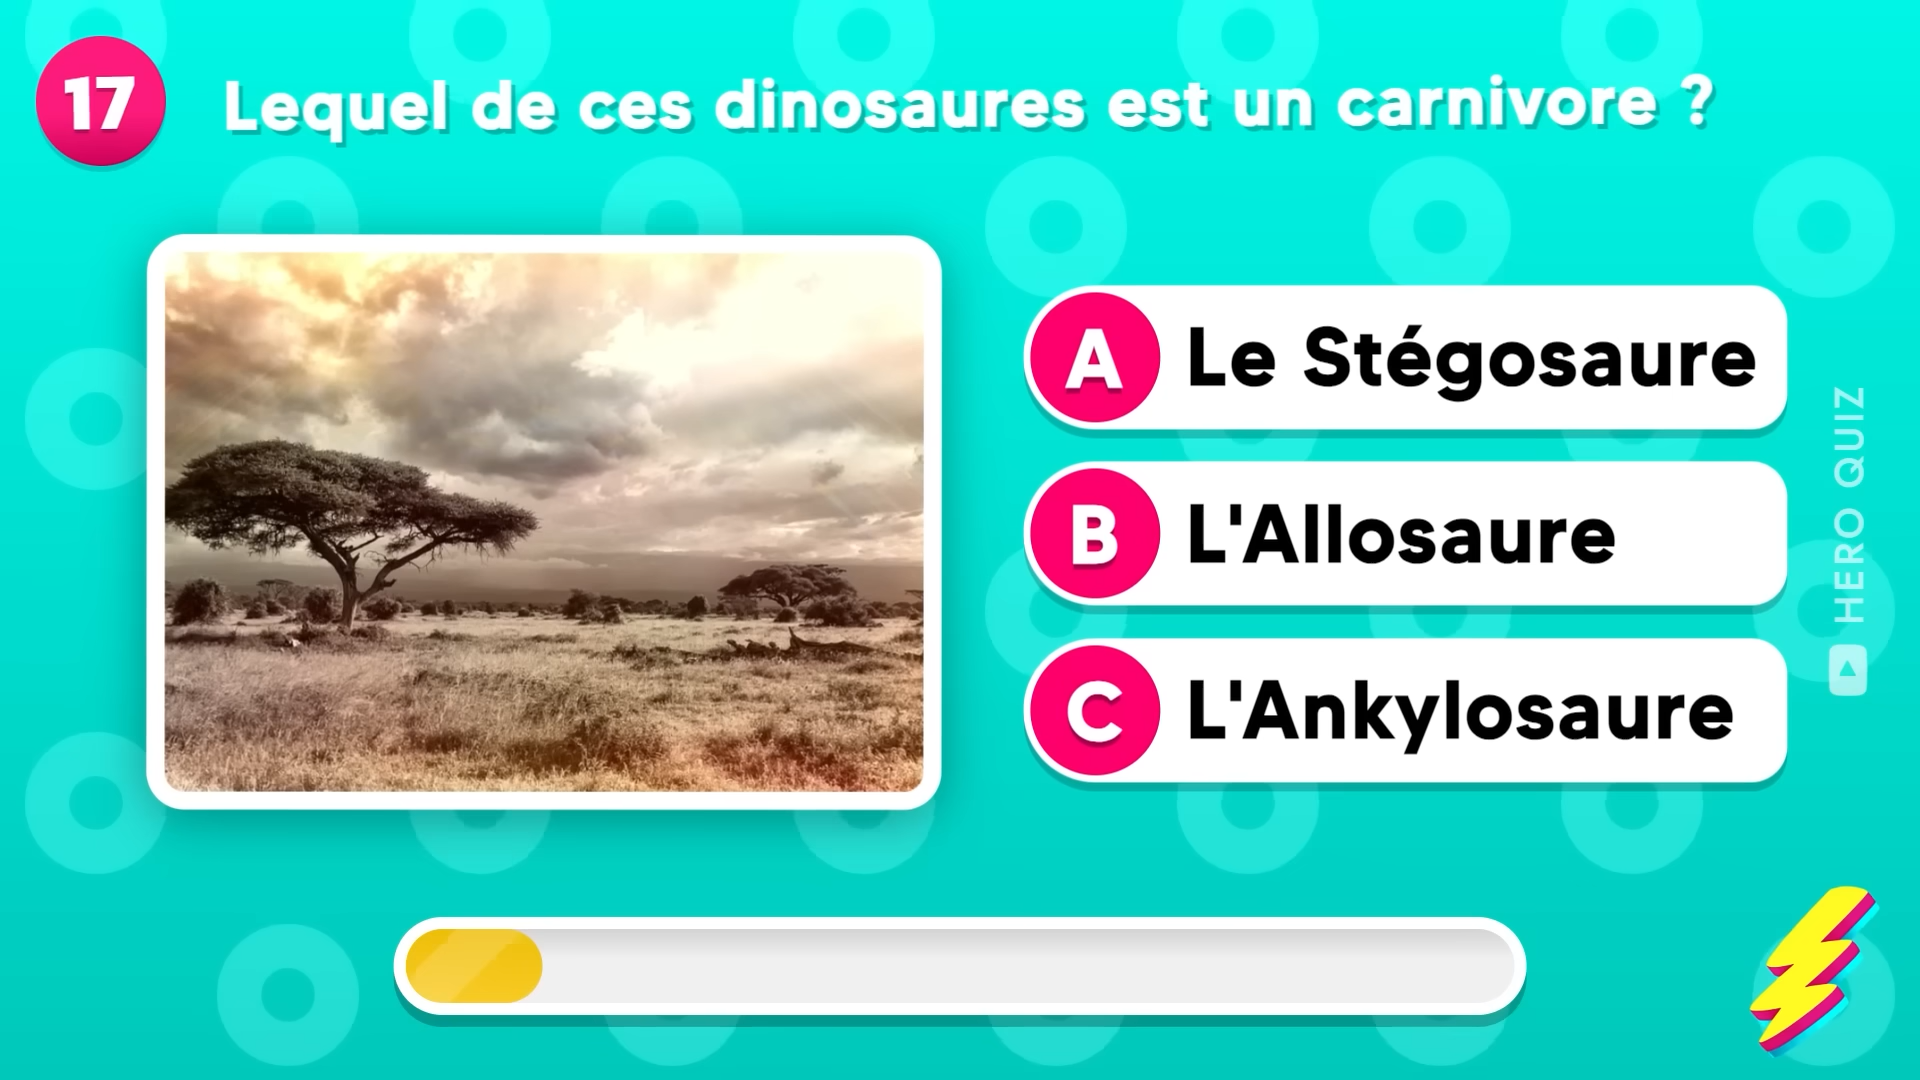 17
Lequel de ces dinosaures est un carnivore ?
A Le Stégosaure
B L'Allosaure
C L'Ankylosaure
HERO QUIZ